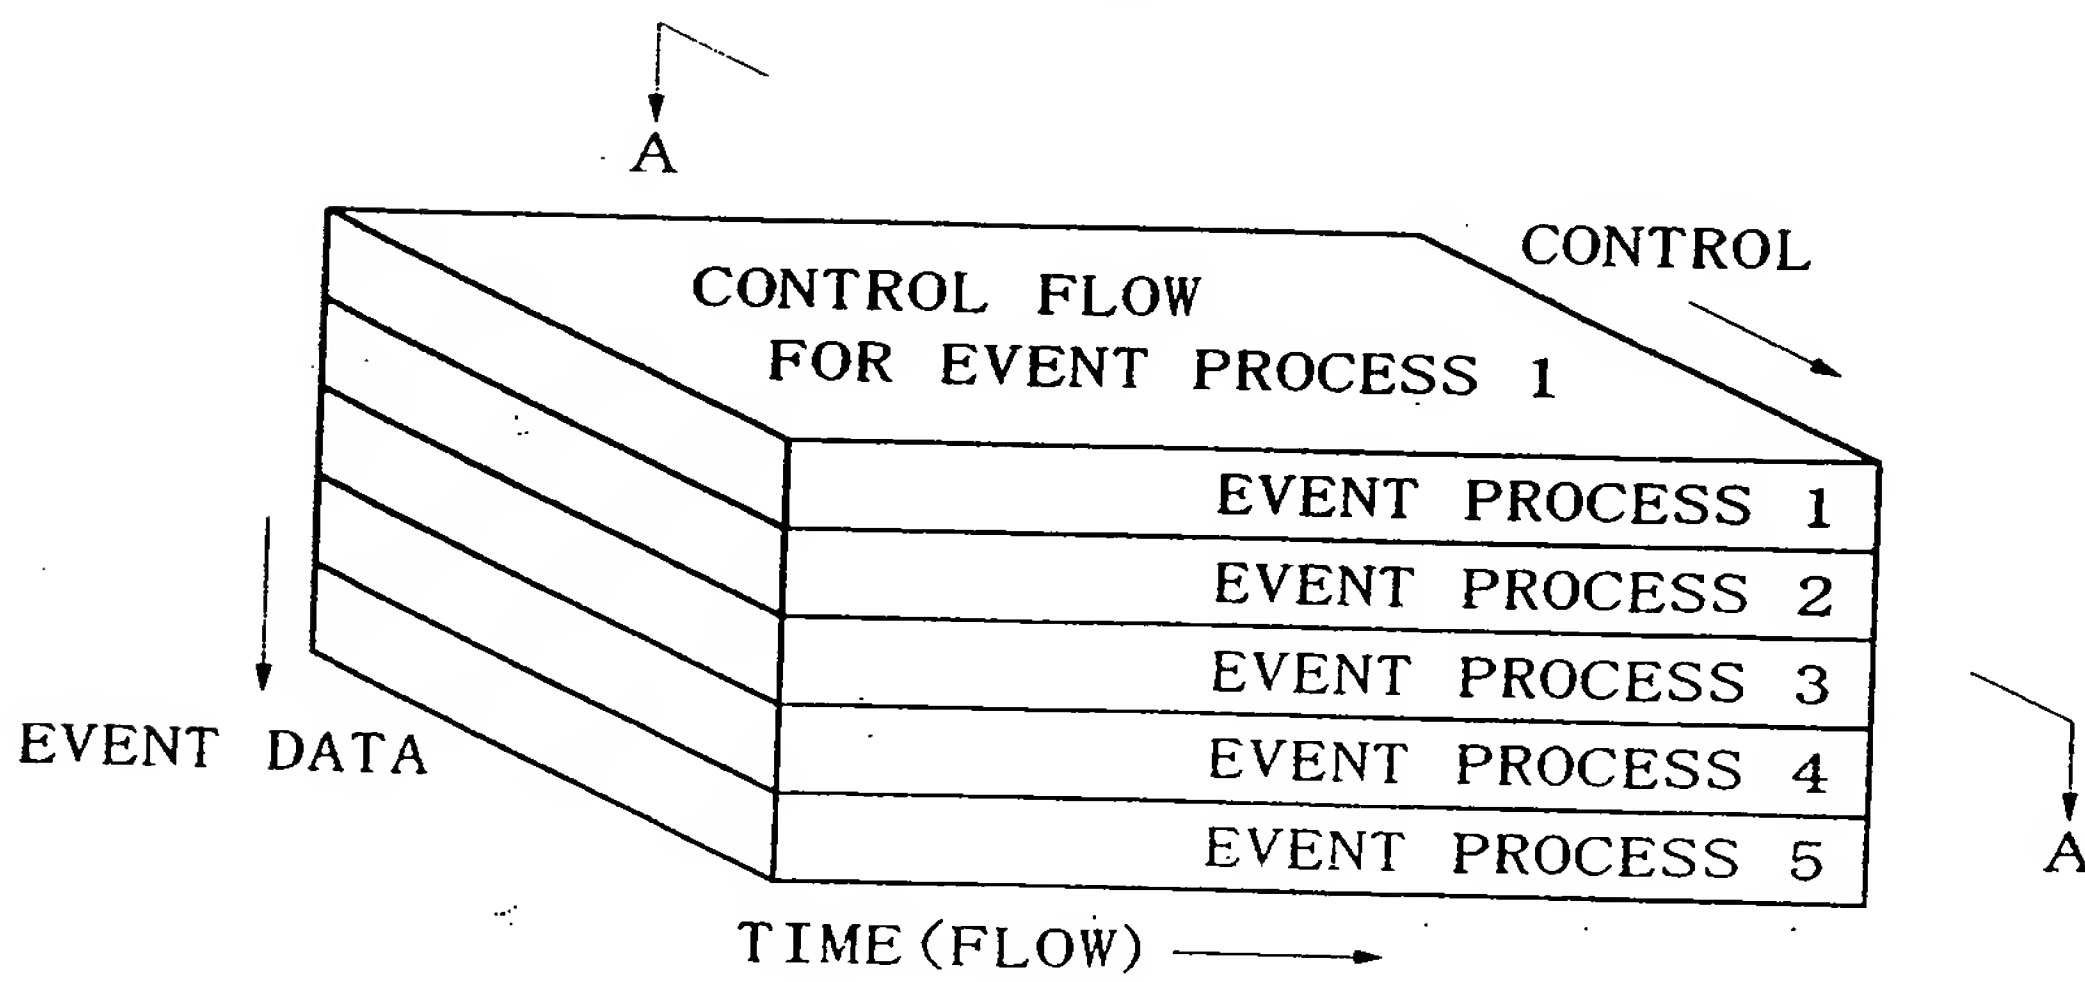 A
CONTROL
CONTROL FLOW
FOR EVENT PROCESS 1
EVENT PROCESS 1
EVENT PROCESS 2
EVENT PROCESS 3
EVENT PROCESS 4
EVENT PROCESS 5
EVENT DATA
A
TIME(FLOW)